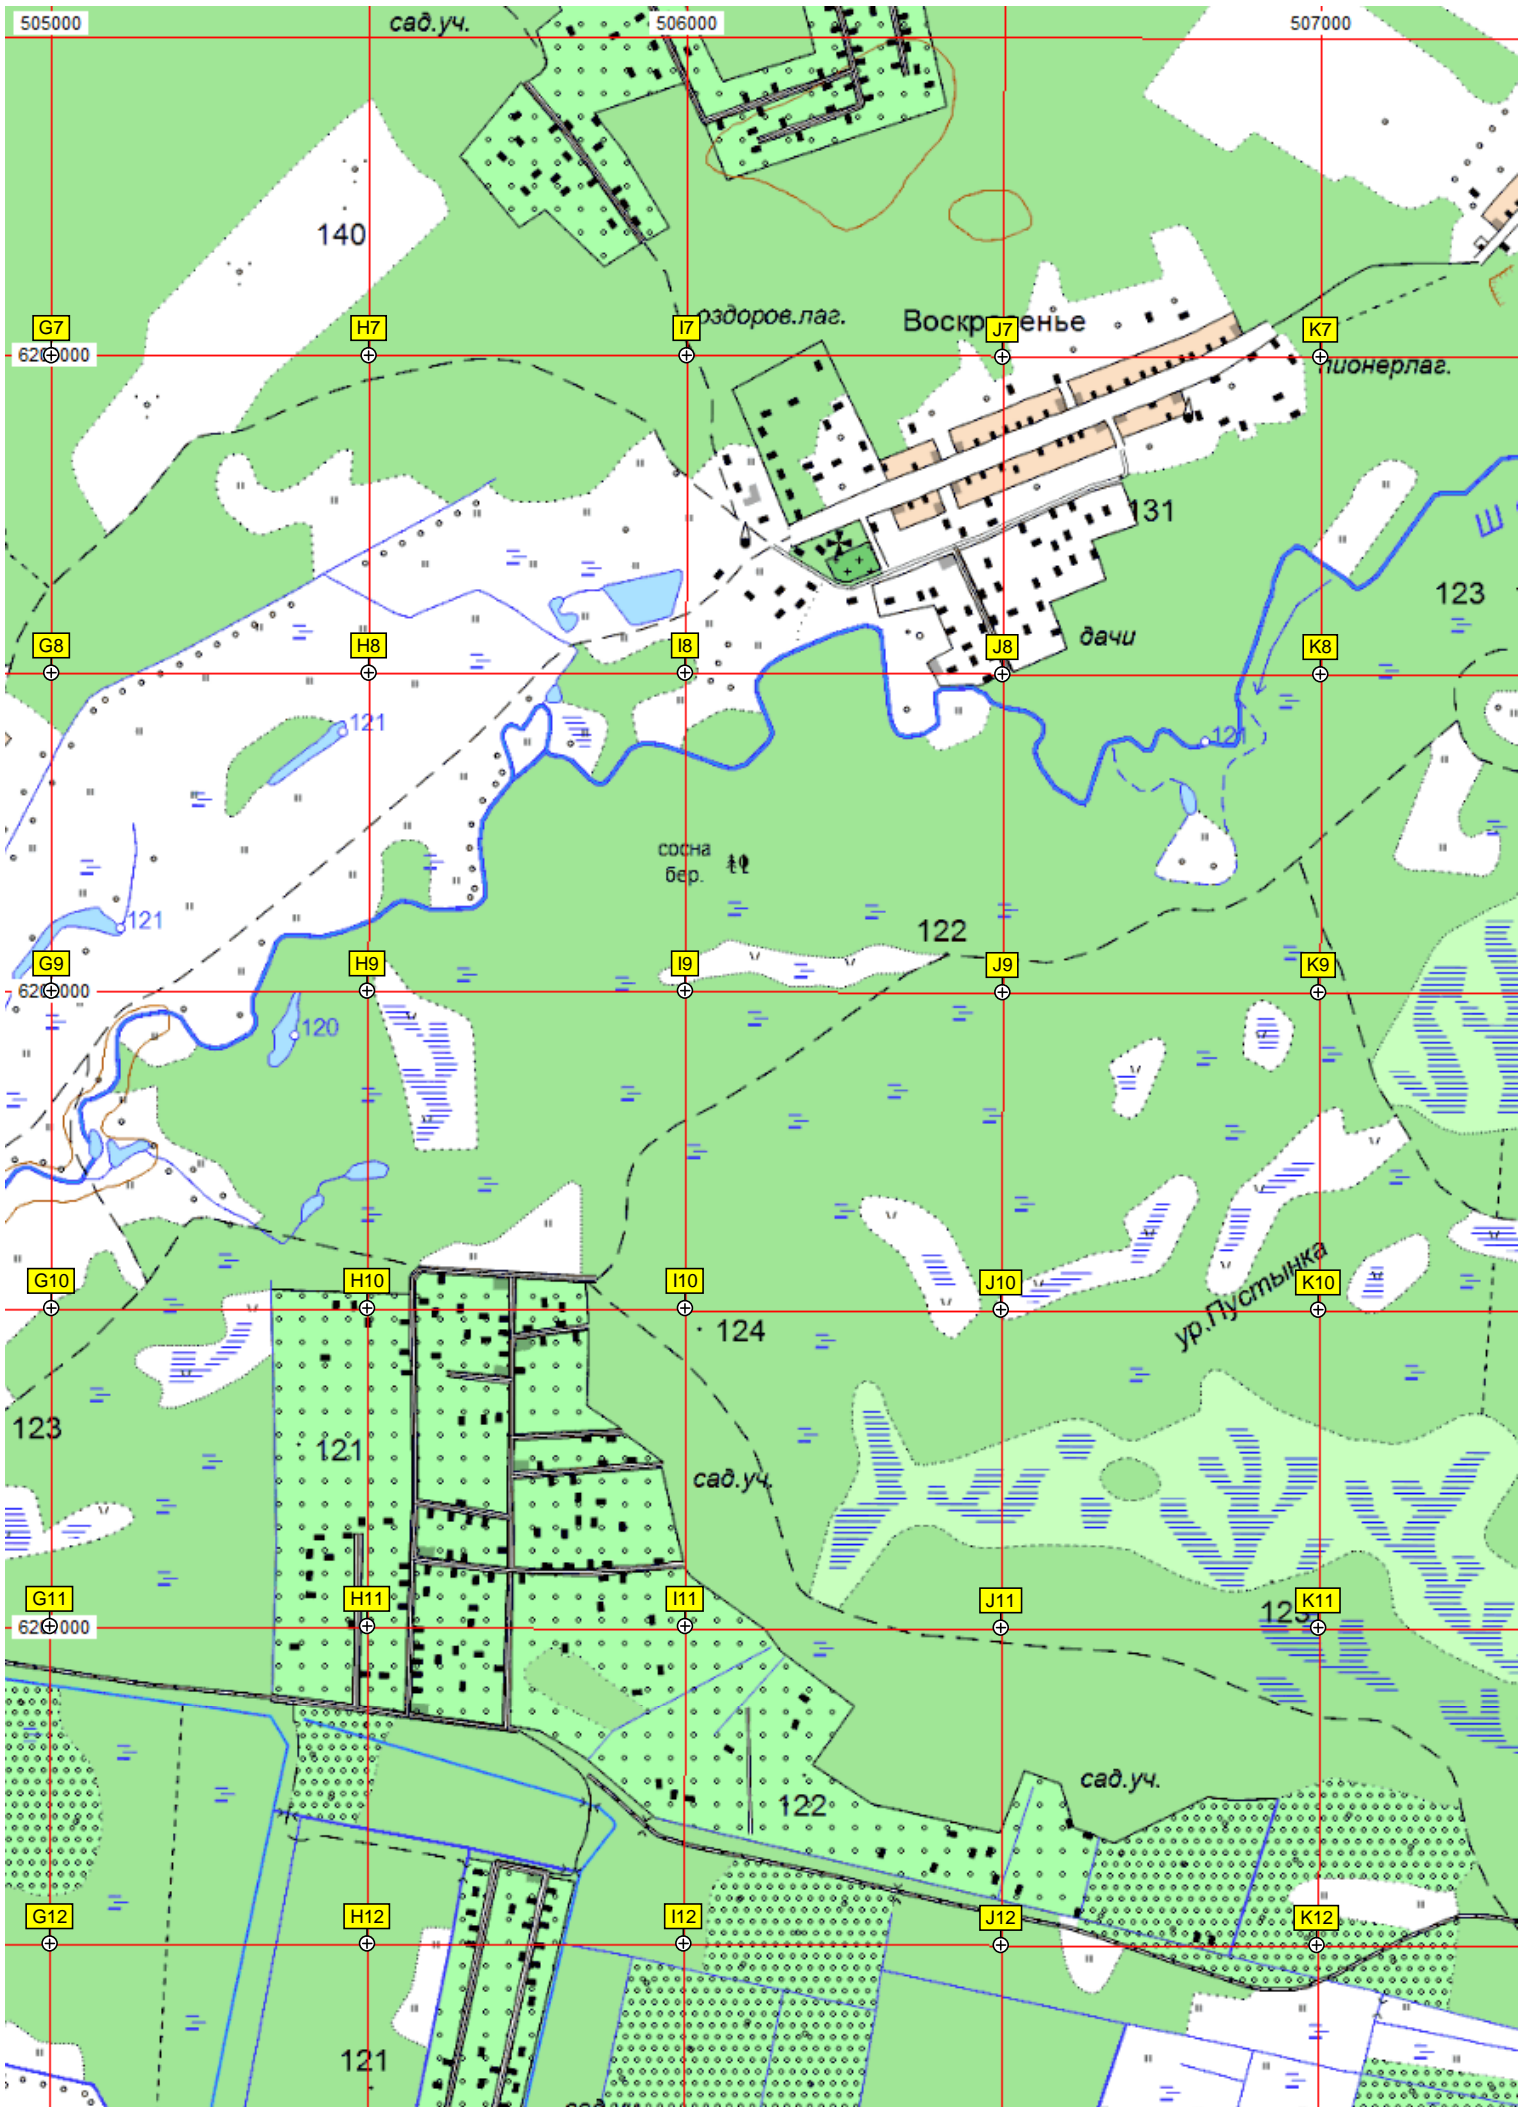 505000
сад.уч.
506000
507000
140
оздоров.лаг.
G7
H7
I7
J7
K7
пионерлаг.
131
123
G8
H8
I8
J8
дачи
K8
121
121
сосна
бер.
121
122
G9
H9
I9
J9
K9
120
G10
H10
I10
J10
K10
124
ур.Пустынка
123
121
сад.уч.
G11
H11
I11
J11
K11
сад.уч.
122
G12
H12
I12
J12
K12
121